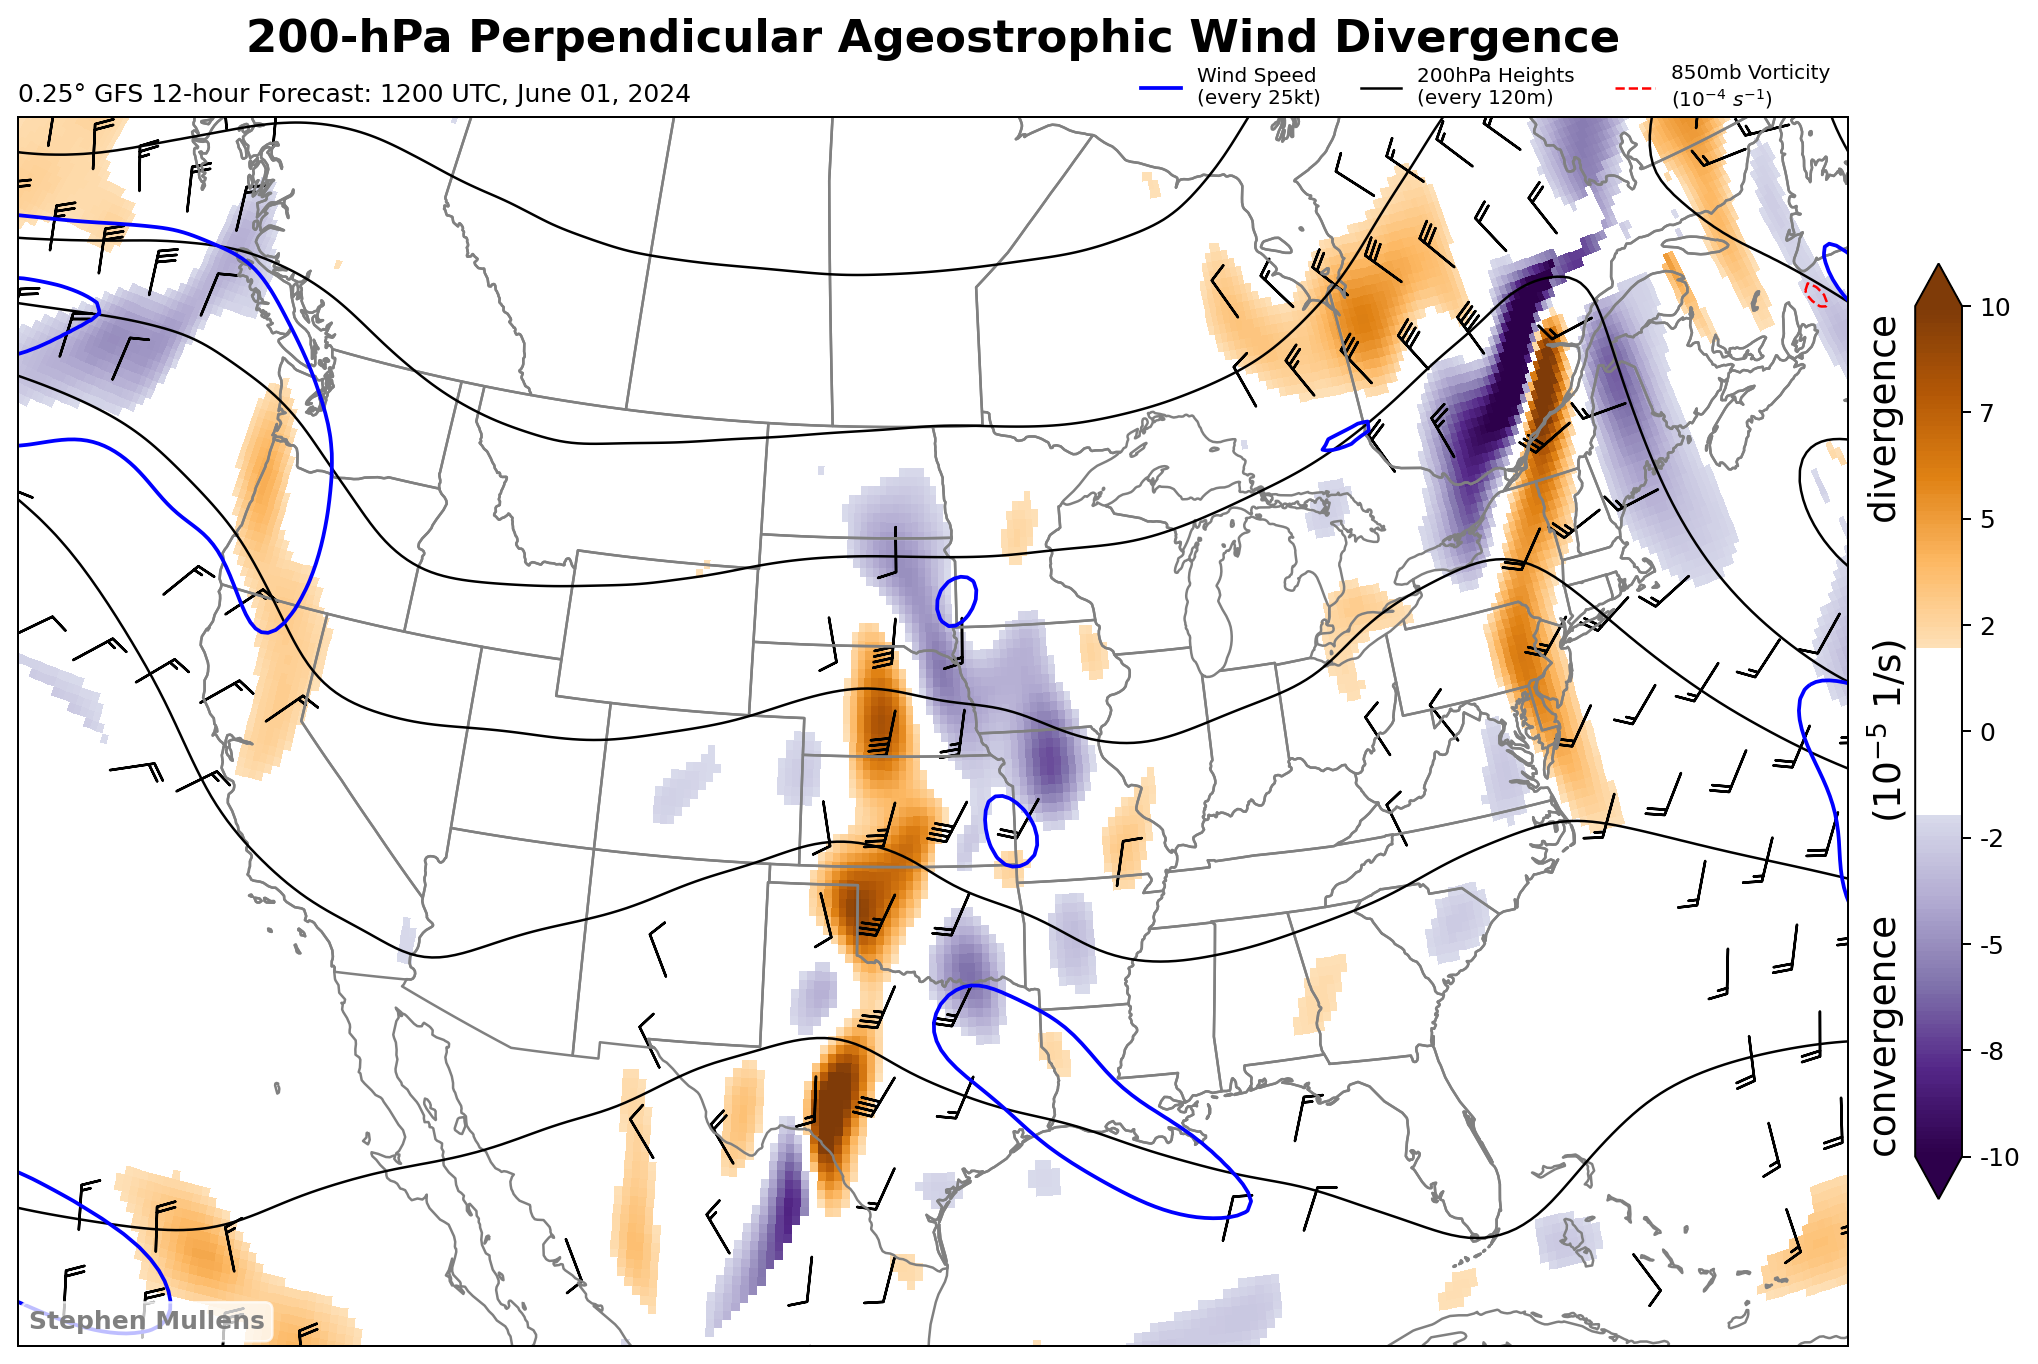 200-hPa Perpendicular Ageostrophic Wind Divergence
0.25° GFS 12-hour Forecast: 1200 UTC, June 01, 2024
Wind Speed
(every 25kt)
200hPa Heights
(every 120m)
850mb Vorticity
(10⁻⁴ s⁻¹)
10
7
5
2
0
-2
-5
-8
-10
convergence (10⁻⁵ 1/s) divergence
Stephen Mullens